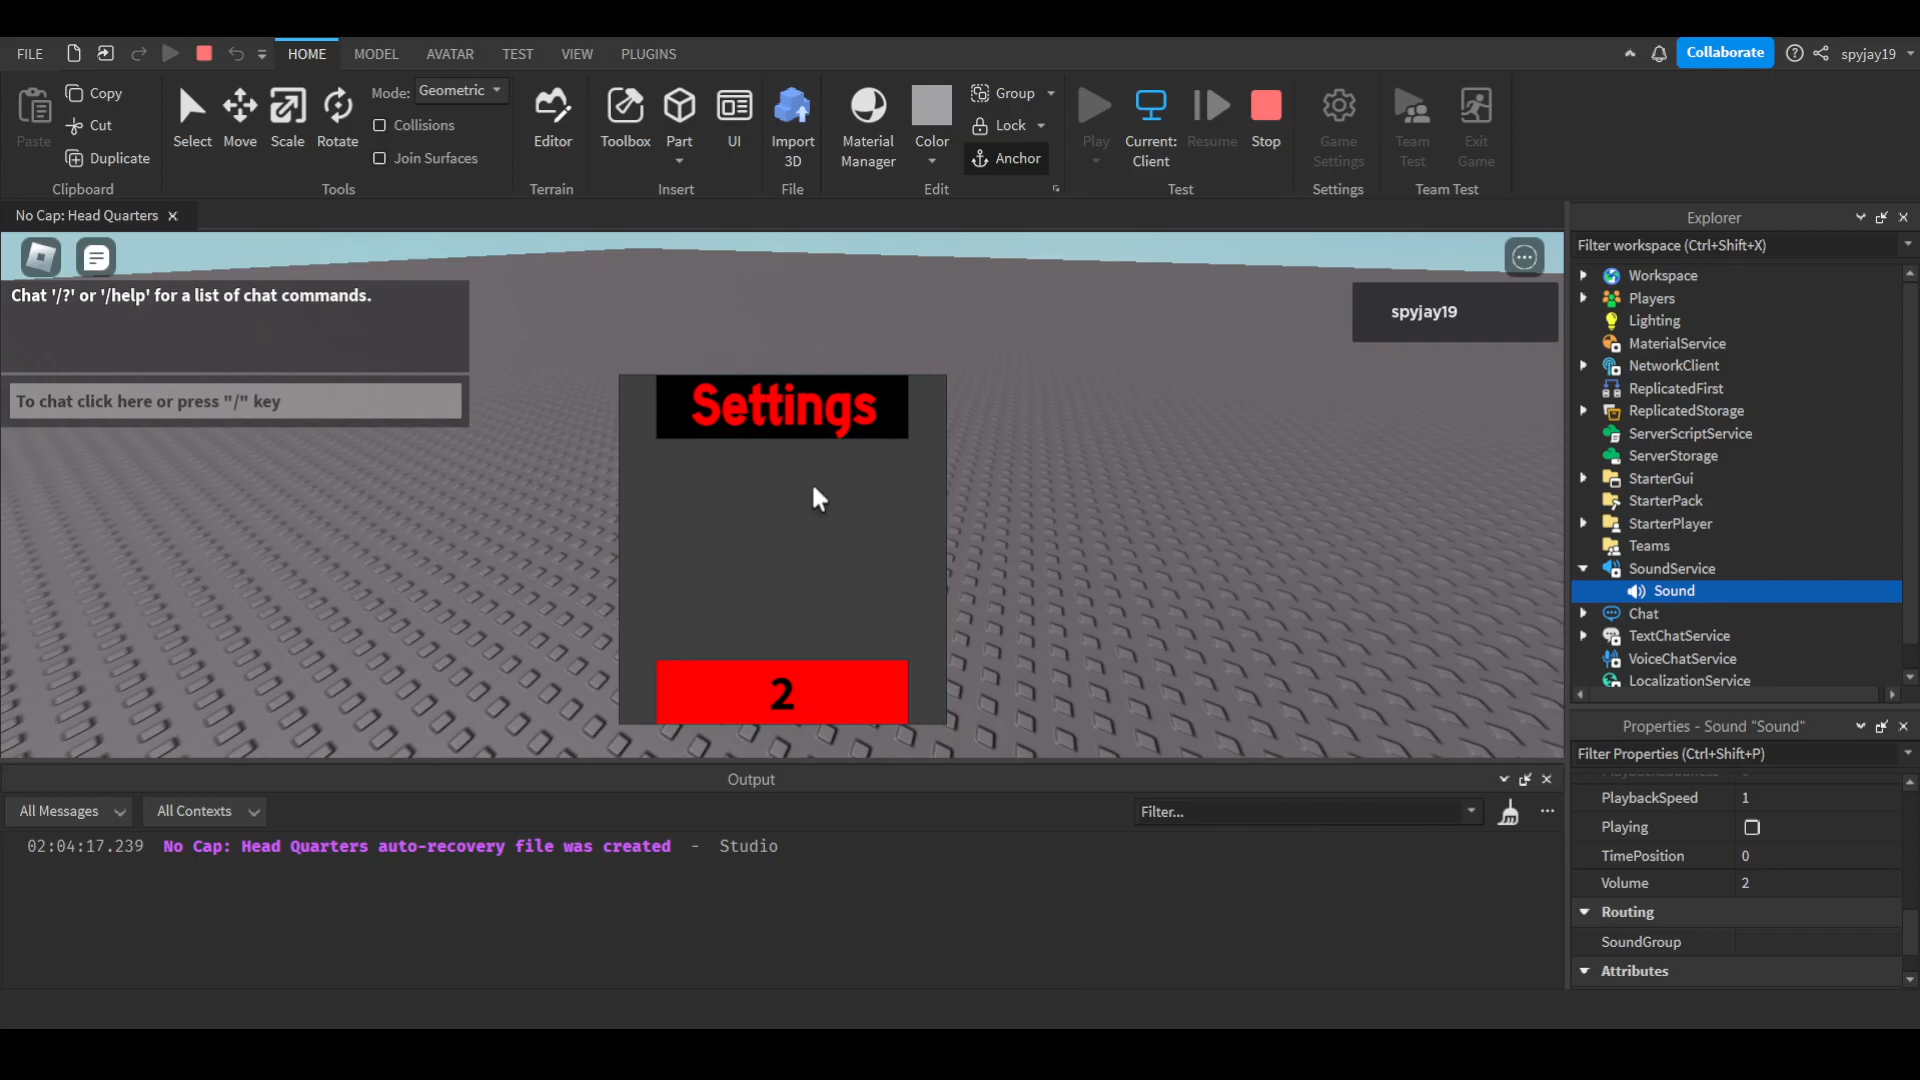 FILE HOME MODEL AVATAR TEST VIEW PLUGINS Collaborate spyjay19
Copy
Cut
Duplicate
Paste
Clipboard
Select Move Scale Rotate
Mode: Geometric
Collisions
Join Surfaces
Tools
Editor
Terrain
Toolbox Part UI
Insert
Import
3D
File
Material
Manager
Color
Group
Lock
Anchor
Edit
Play
Current:
Client
Resume
Stop
Test
Game
Settings
Settings
Team
Test
Exit
Game
Team Test
No Cap: Head Quarters
Chat '/?' or '/help' for a list of chat commands.
To chat click here or press "/" key
spyjay19
Settings
2
Explorer
Filter workspace (Ctrl+Shift+X)
Workspace
Players
Lighting
MaterialService
NetworkClient
ReplicatedFirst
ReplicatedStorage
ServerScriptService
ServerStorage
StarterGui
StarterPack
StarterPlayer
Teams
SoundService
Sound
Chat
TextChatService
VoiceChatService
LocalizationService
Properties - Sound "Sound"
Filter Properties (Ctrl+Shift+P)
PlaybackSpeed 1
Playing
TimePosition 0
Volume 2
Routing
SoundGroup
Attributes
Output
All Messages All Contexts Filter...
02:04:17.239 No Cap: Head Quarters auto-recovery file was created - Studio